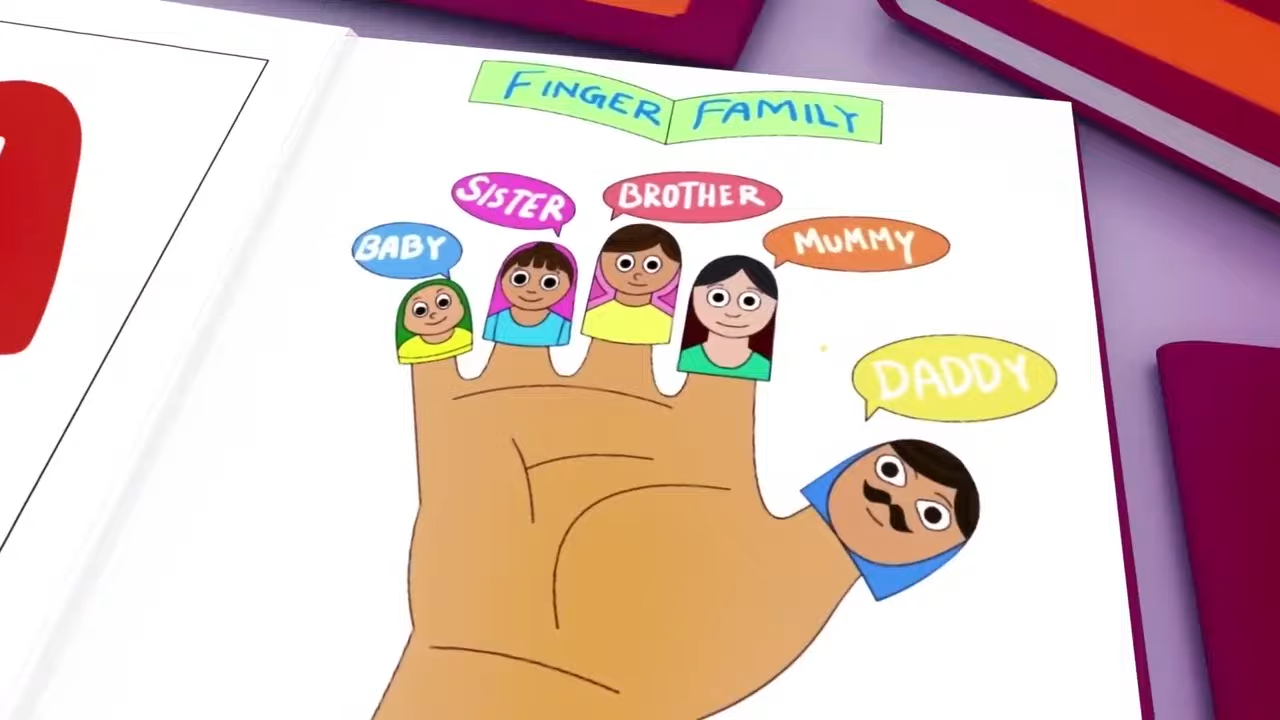 FINGER FAMILY
BABY
SISTER
BROTHER
MUMMY
DADDY